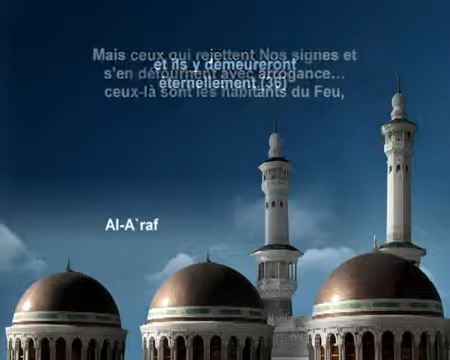 Mais ceux qui rejettent Nos signes et
s'en détournent avec arrogance...
ceux-là sont les habitants du Feu,
et ils y demeureront
éternellement [36]
Al-A`raf